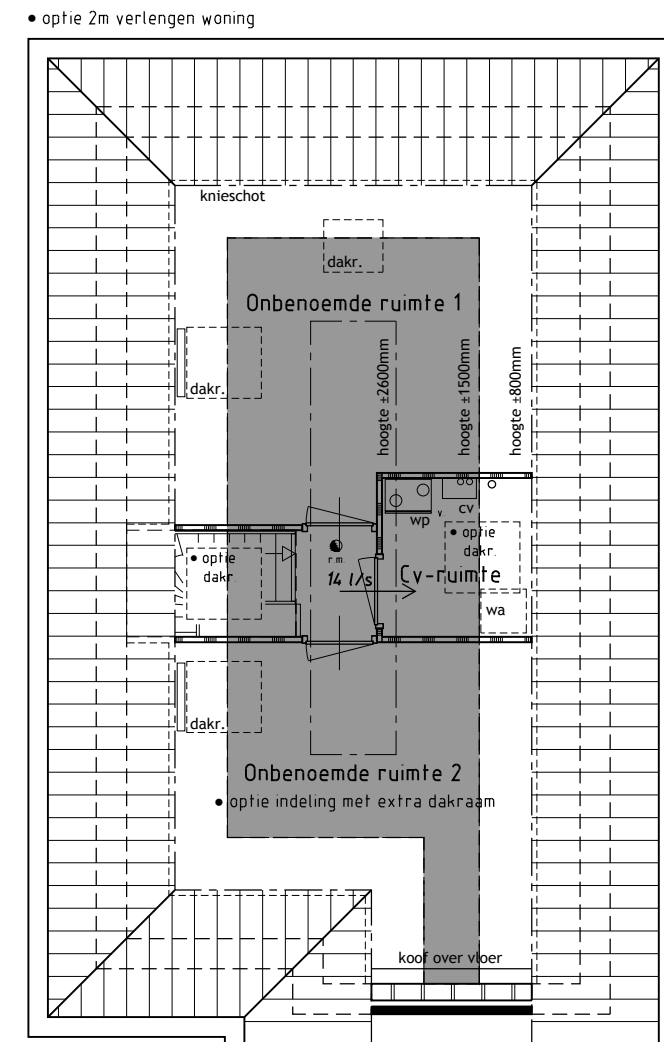 • optie 2m verlengen woning
knieschot
dakr.
Onbenoemde ruimte 1
hoogte ±2600mm
hoogte ±1500mm
hoogte ±800mm
dakr.
wp
v.
cv
• optie
dakr.
• optie
dakr.
r.m.
14 l/s
Cv-ruimte
wa
dakr.
Onbenoemde ruimte 2
• optie indeling met extra dakraam
koof over vloer